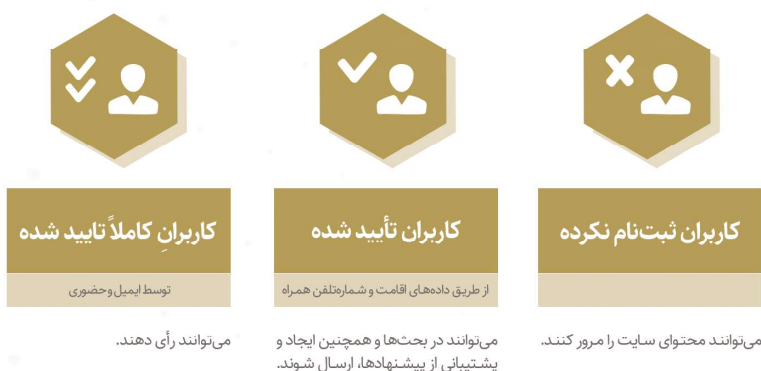 کاربران ثبت‌نام نکرده
می‌توانند محتوای سایت را مرور کنند.
کاربران تأیید شده
از طریق داده‌های اقامت و شماره‌تلفن همراه
می‌توانند در بحث‌ها و همچنین ایجاد و
پشتیبانی از پیشنهادها، ارسال شوند.
کاربرانِ کاملاً تایید شده
توسط ایمیل و حضوری
می‌توانند رأی دهند.